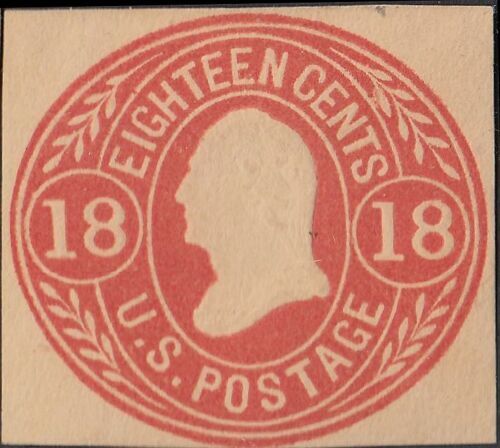 EIGHTEEN CENTS
18 18
U.S. POSTAGE